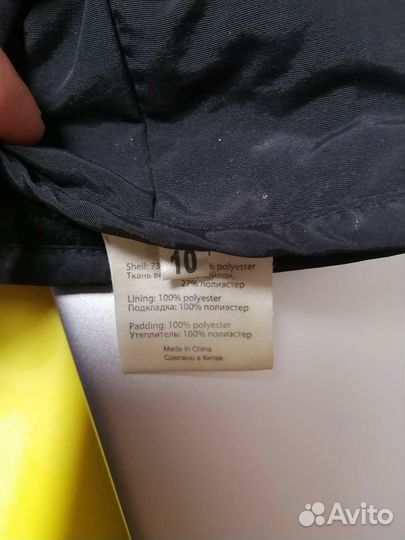 10
Shell: 73 % polyester
Ткань ве йлон,
27% полиэстер
Lining: 100% polyester
Подкладка: 100% полиэстер
Padding: 100% polyester
Утеплитель: 100% полиэстер
Made in China
Сделано в Китае
Avito